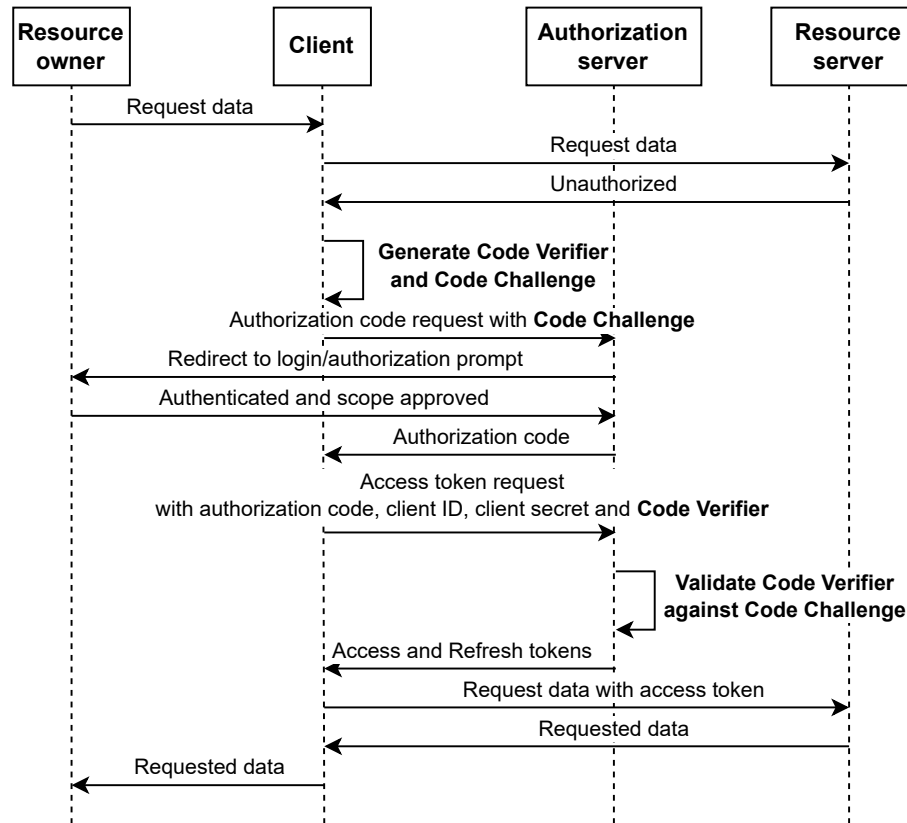 Resource
owner
Client
Authorization
server
Resource
server
Request data
Request data
Unauthorized
Generate Code Verifier
and Code Challenge
Authorization code request with Code Challenge
Redirect to login/authorization prompt
Authenticated and scope approved
Authorization code
Access token request
with authorization code, client ID, client secret and Code Verifier
Validate Code Verifier
against Code Challenge
Access and Refresh tokens
Request data with access token
Requested data
Requested data